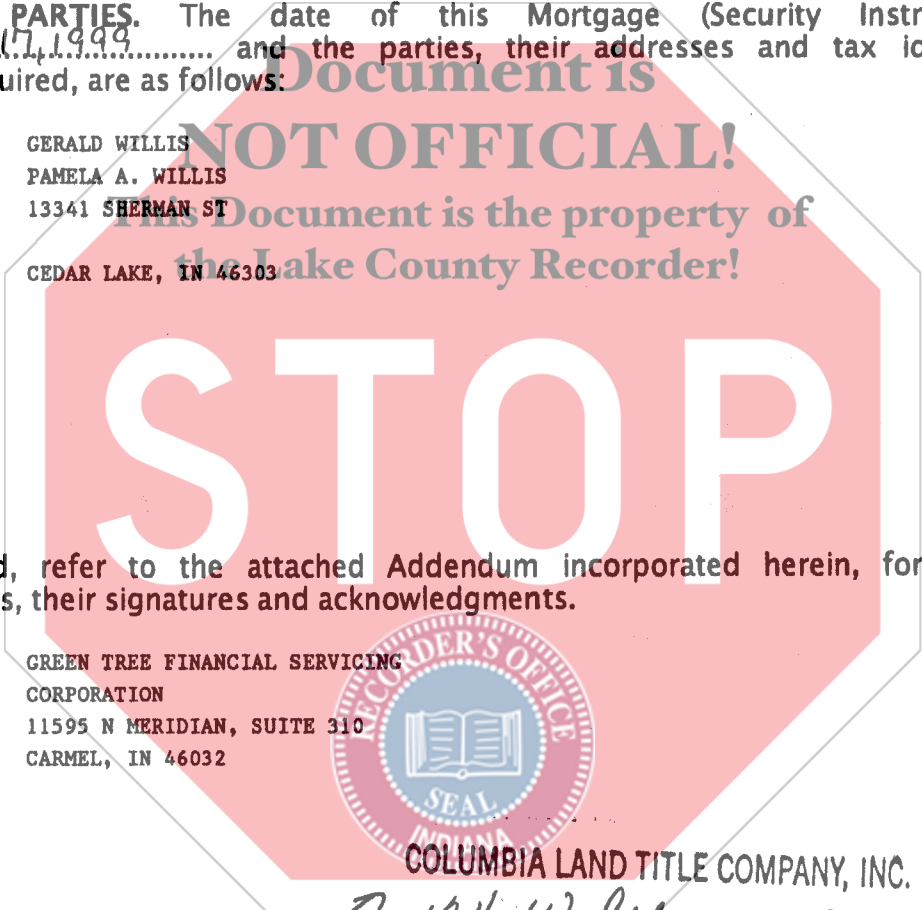 PARTIES. The date of this Mortgage (Security Instr
17, 1999 and the parties, their addresses and tax id
uired, are as follows:
Document is
NOT OFFICIAL!
This Document is the property of
the Lake County Recorder!
GERALD WILLIS
PAMELA A. WILLIS
13341 SHERMAN ST
CEDAR LAKE, IN 46303
STOP
d, refer to the attached Addendum incorporated herein, for
s, their signatures and acknowledgments.
GREEN TREE FINANCIAL SERVICING
CORPORATION
11595 N MERIDIAN, SUITE 310
CARMEL, IN 46032
RECORDER'S OFFICE
SEAL
INDIANA
COLUMBIA LAND TITLE COMPANY, INC.